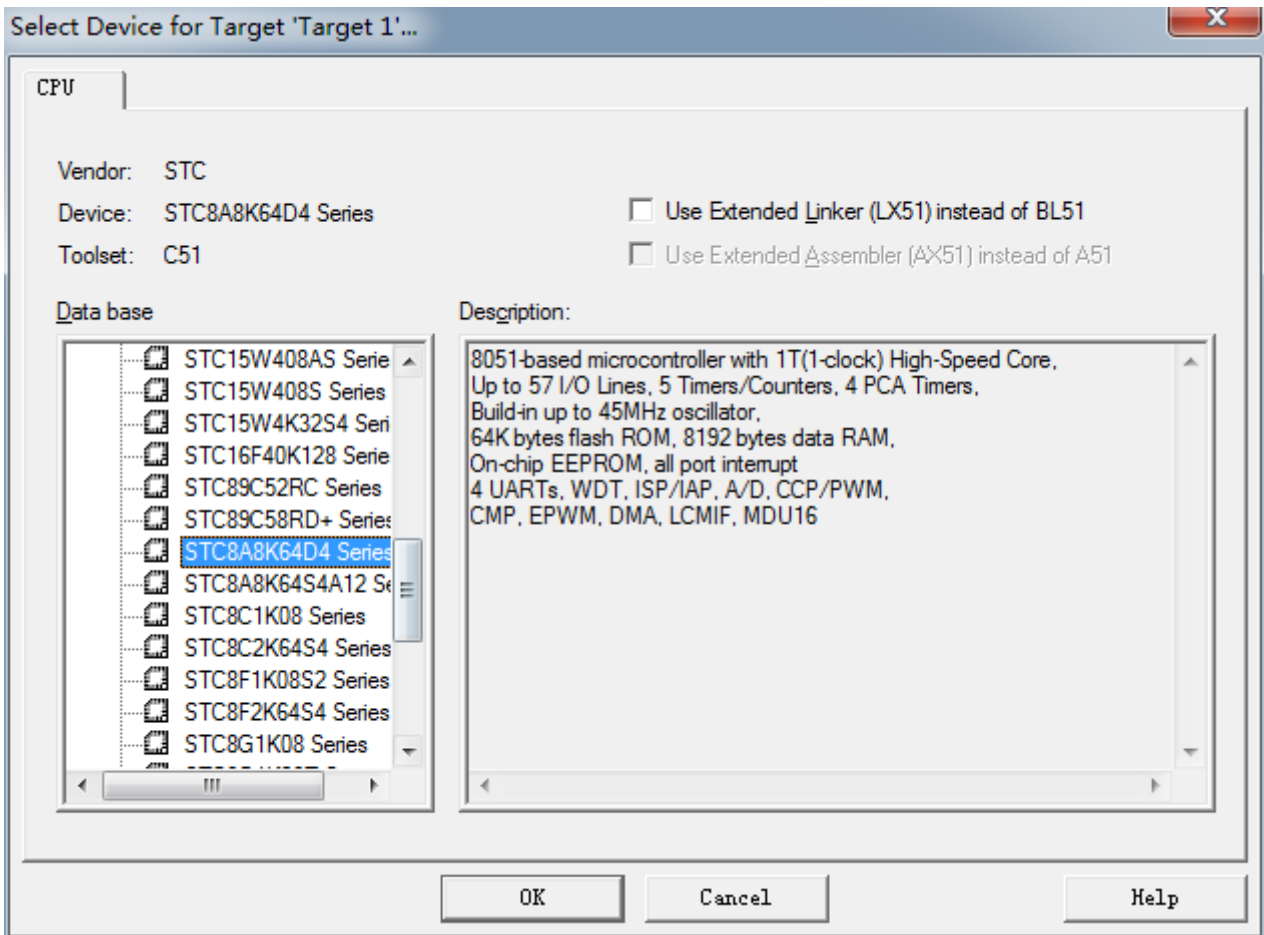 Select Device for Target 'Target 1'...
CPU
Vendor: STC
Device: STC8A8K64D4 Series
Toolset: C51
Use Extended Linker (LX51) instead of BL51
Use Extended Assembler (AX51) instead of A51
Data base
STC15W408AS Serie
STC15W408S Series
STC15W4K32S4 Seri
STC16F40K128 Serie
STC89C52RC Series
STC89C58RD+ Series
STC8A8K64D4 Series
STC8A8K64S4A12 Se
STC8C1K08 Series
STC8C2K64S4 Series
STC8F1K08S2 Series
STC8F2K64S4 Series
STC8G1K08 Series
Description:
8051-based microcontroller with 1T(1-clock) High-Speed Core,
Up to 57 I/O Lines, 5 Timers/Counters, 4 PCA Timers,
Build-in up to 45MHz oscillator,
64K bytes flash ROM, 8192 bytes data RAM,
On-chip EEPROM, all port interrupt
4 UARTs, WDT, ISP/IAP, A/D, CCP/PWM,
CMP, EPWM, DMA, LCMIF, MDU16
OK
Cancel
Help